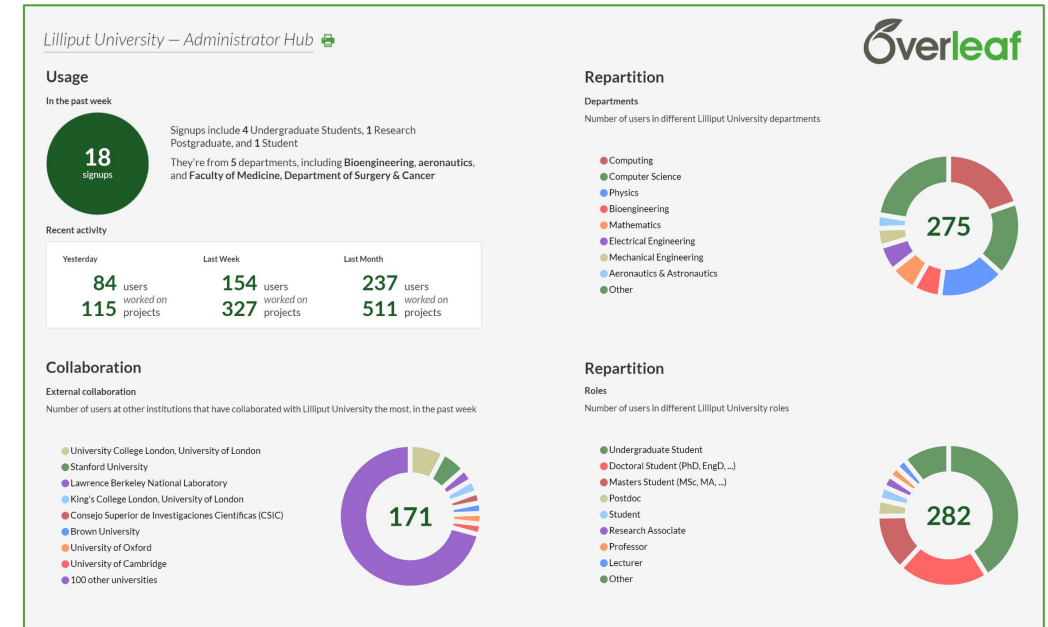 Lilliput University — Administrator Hub
Overleaf
Usage
In the past week
18
signups
Signups include 4 Undergraduate Students, 1 Research
Postgraduate, and 1 Student
They're from 5 departments, including Bioengineering, aeronautics,
and Faculty of Medicine, Department of Surgery & Cancer
Recent activity
Yesterday
84 users
worked on
115 projects
Last Week
154 users
worked on
327 projects
Last Month
237 users
worked on
511 projects
Repartition
Departments
Number of users in different Lilliput University departments
Computing
Computer Science
Physics
Bioengineering
Mathematics
Electrical Engineering
Mechanical Engineering
Aeronautics & Astronautics
Other
275
Collaboration
External collaboration
Number of users at other institutions that have collaborated with Lilliput University the most, in the past week
University College London, University of London
Stanford University
Lawrence Berkeley National Laboratory
King's College London, University of London
Consejo Superior de Investigaciones Científicas (CSIC)
Brown University
University of Oxford
University of Cambridge
100 other universities
171
Repartition
Roles
Number of users in different Lilliput University roles
Undergraduate Student
Doctoral Student (PhD, EngD, ...)
Masters Student (MSc, MA, ...)
Postdoc
Student
Research Associate
Professor
Lecturer
Other
282